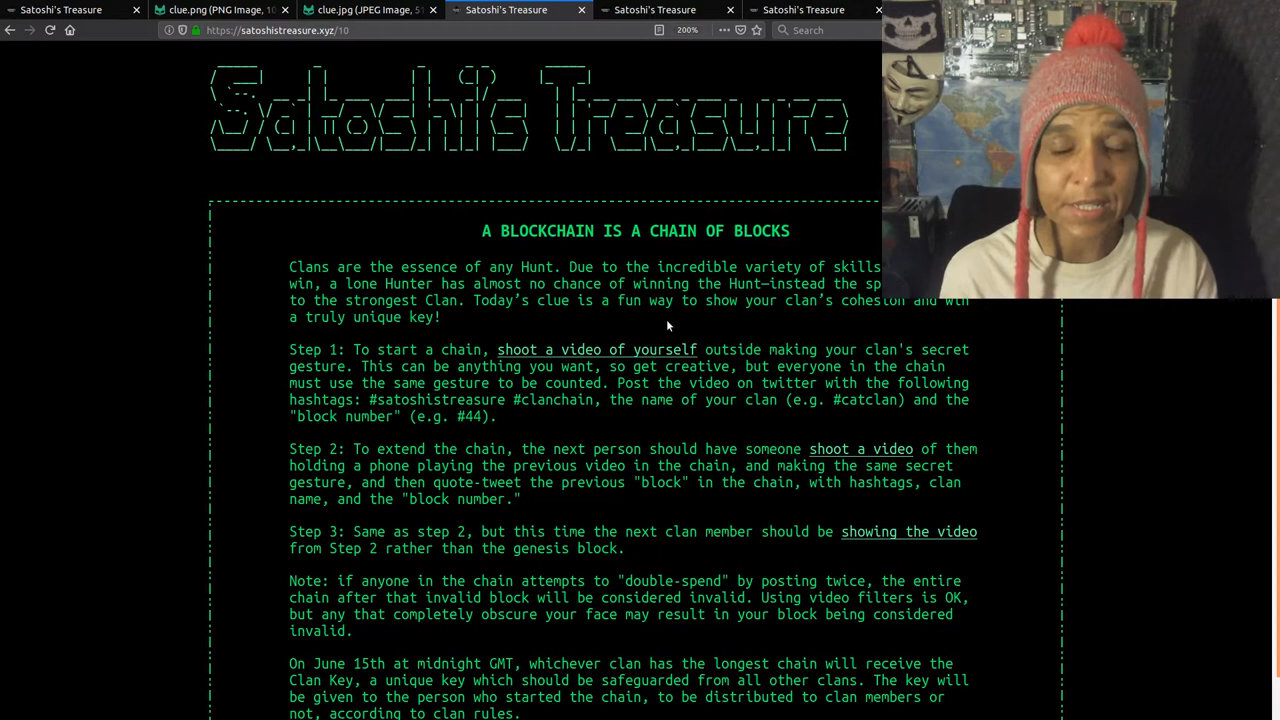 Satoshi's Treasure
clue.png (PNG Image, 10
clue.jpg (JPEG Image, 51
Satoshi's Treasure
Satoshi's Treasure
Satoshi's Treasure
https://satoshistreasure.xyz/10
200%
Search
Satoshi's Treasure
A BLOCKCHAIN IS A CHAIN OF BLOCKS
Clans are the essence of any Hunt. Due to the incredible variety of skills
win, a lone Hunter has almost no chance of winning the Hunt—instead the
to the strongest Clan. Today's clue is a fun way to show your clan's cohesion and win
a truly unique key!
Step 1: To start a chain, shoot a video of yourself outside making your clan's secret
gesture. This can be anything you want, so get creative, but everyone in the chain
must use the same gesture to be counted. Post the video on twitter with the following
hashtags: #satoshistreasure #clanchain, the name of your clan (e.g. #catclan) and the
"block number" (e.g. #44).
Step 2: To extend the chain, the next person should have someone shoot a video of them
holding a phone playing the previous video in the chain, and making the same secret
gesture, and then quote-tweet the previous "block" in the chain, with hashtags, clan
name, and the "block number."
Step 3: Same as step 2, but this time the next clan member should be showing the video
from Step 2 rather than the genesis block.
Note: if anyone in the chain attempts to "double-spend" by posting twice, the entire
chain after that invalid block will be considered invalid. Using video filters is OK,
but any that completely obscure your face may result in your block being considered
invalid.
On June 15th at midnight GMT, whichever clan has the longest chain will receive the
Clan Key, a unique key which should be safeguarded from all other clans. The key will
be given to the person who started the chain, to be distributed to clan members or
not, according to clan rules.